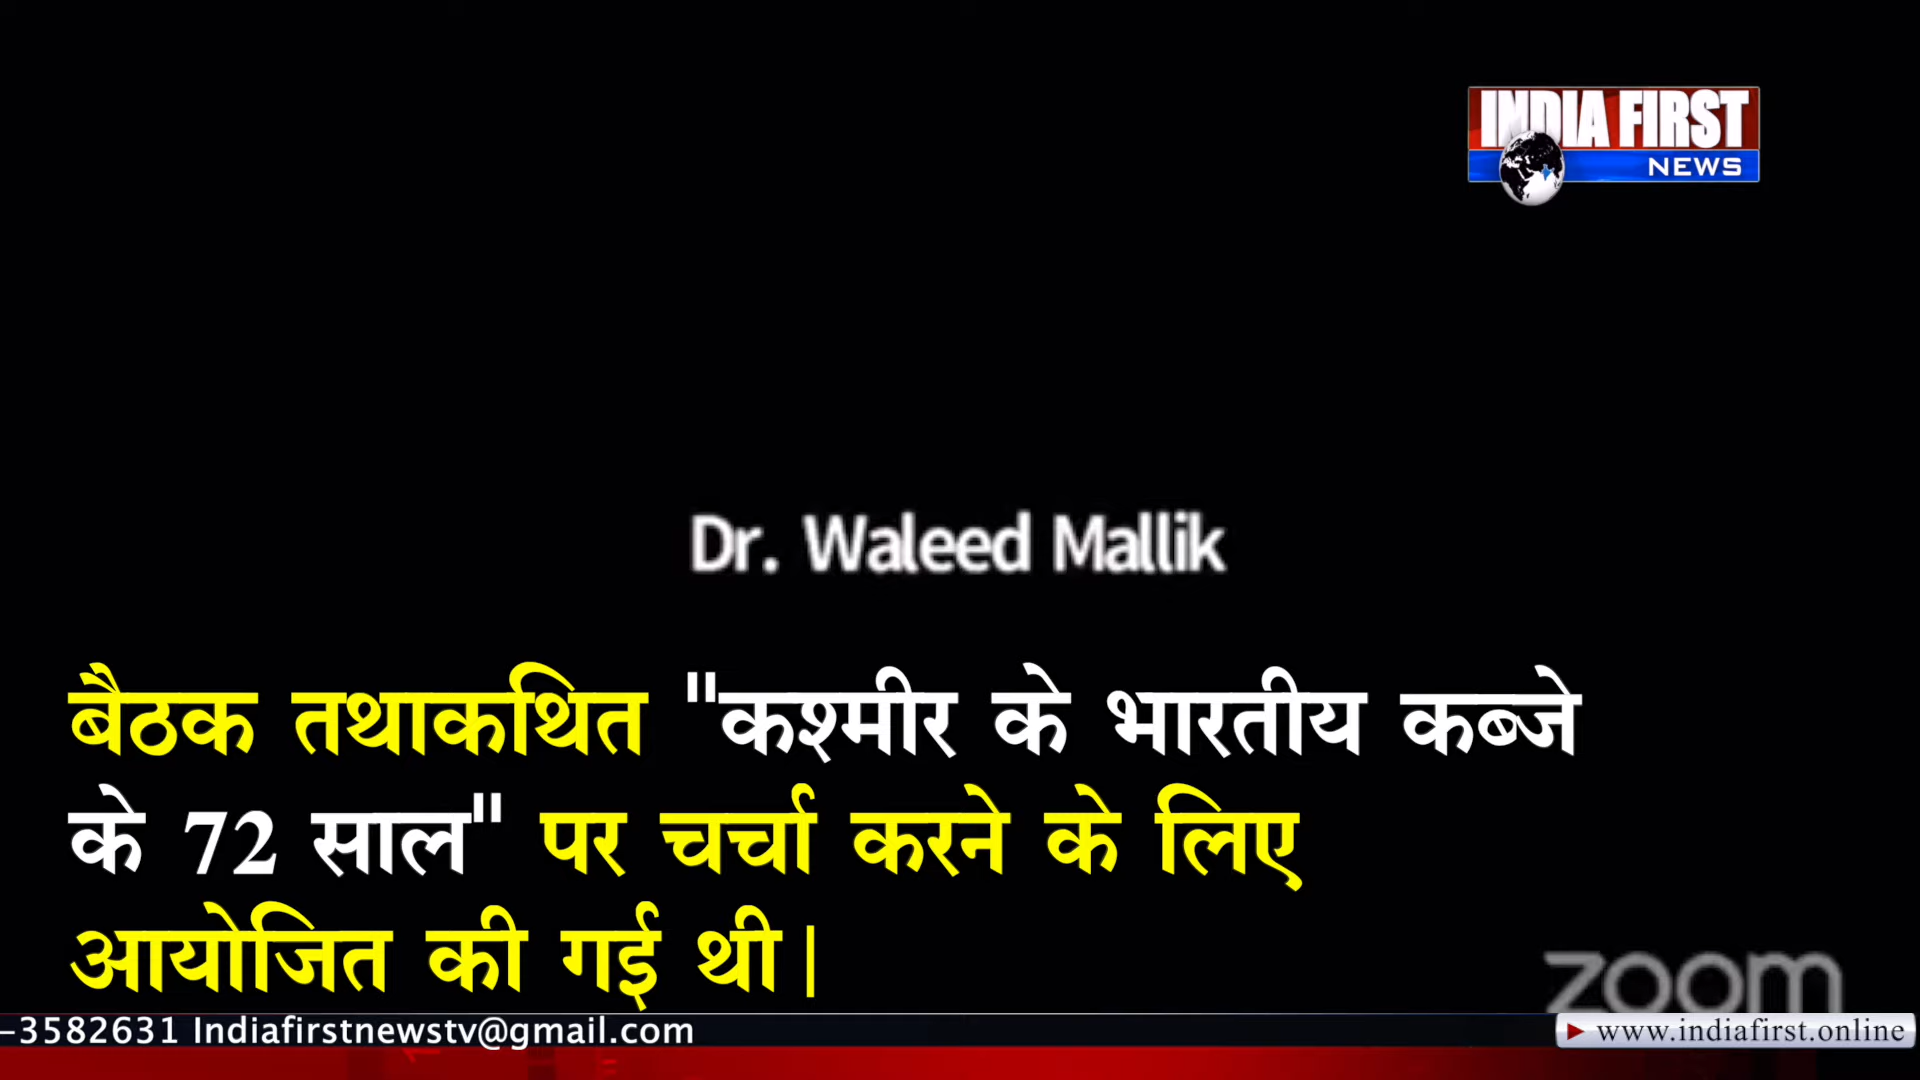 INDIA FIRST
NEWS
Dr. Waleed Mallik
बैठक तथाकथित "कश्मीर के भारतीय कब्जे
के 72 साल" पर चर्चा करने के लिए
आयोजित की गई थी|
zoom
-3582631 Indiafirstnewstv@gmail.com
www.indiafirst.online